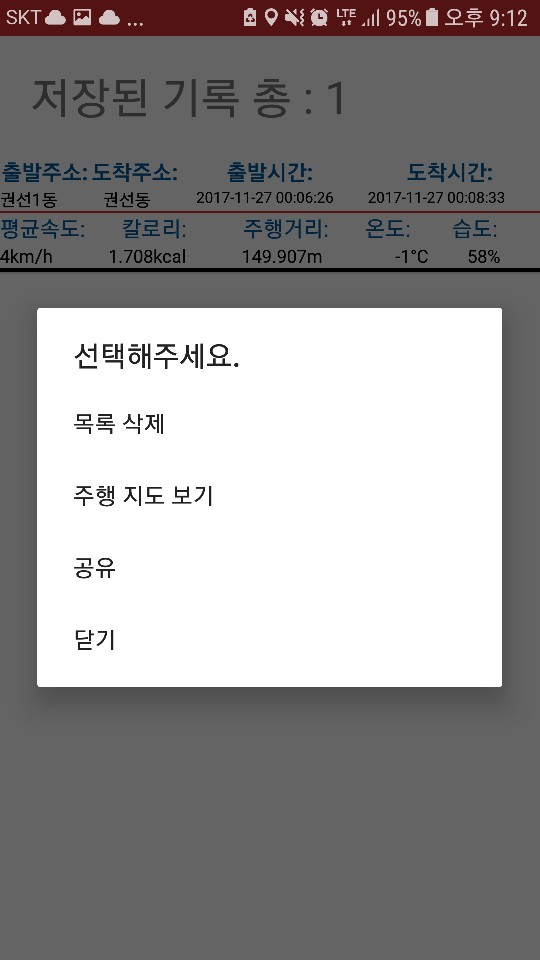 SKT ... LTE 95% 오후 9:12
저장된 기록 총 : 1
출발주소: 도착주소: 출발시간: 도착시간:
권선1동 권선동 2017-11-27 00:06:26 2017-11-27 00:08:33
평균속도: 칼로리: 주행거리: 온도: 습도:
4km/h 1.708kcal 149.907m -1°C 58%
선택해주세요.
목록 삭제
주행 지도 보기
공유
닫기